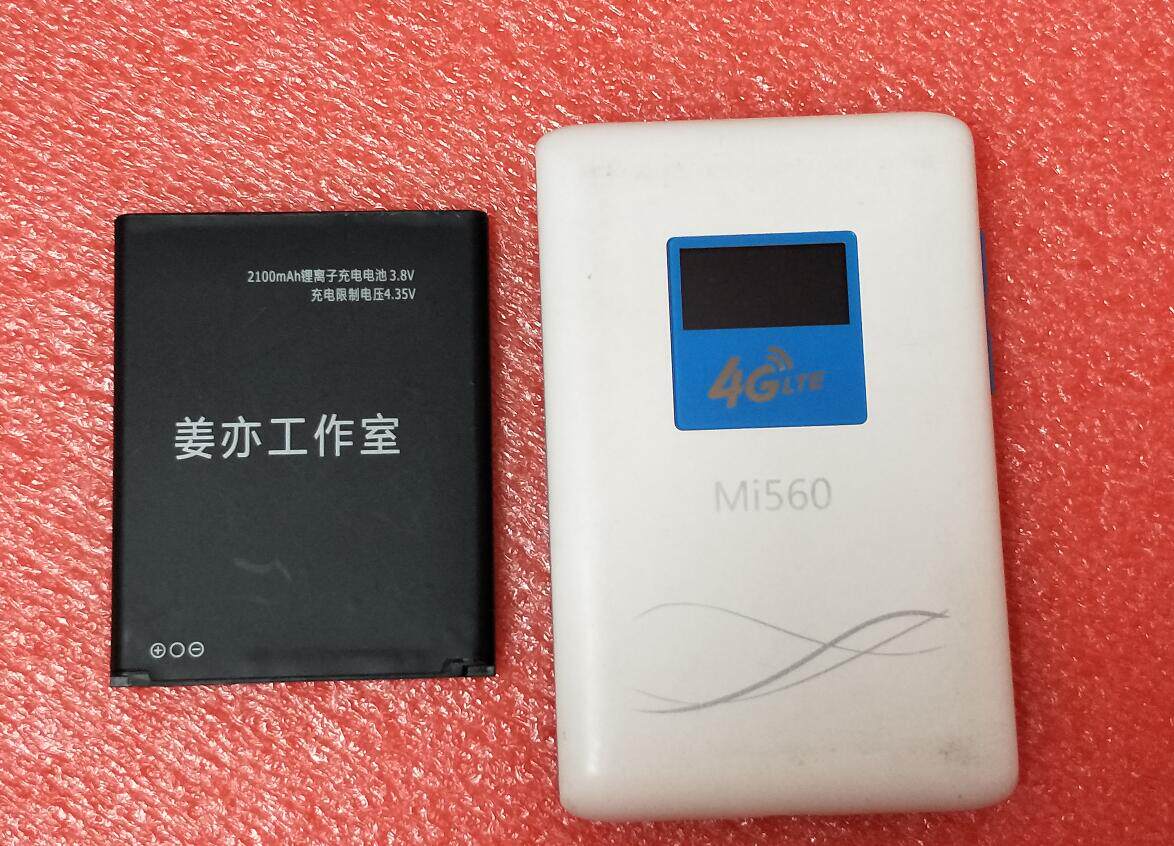 2100mAh锂离子充电电池 3.8V
充电限制电压4.35V
姜亦工作室
4G LTE
Mi560